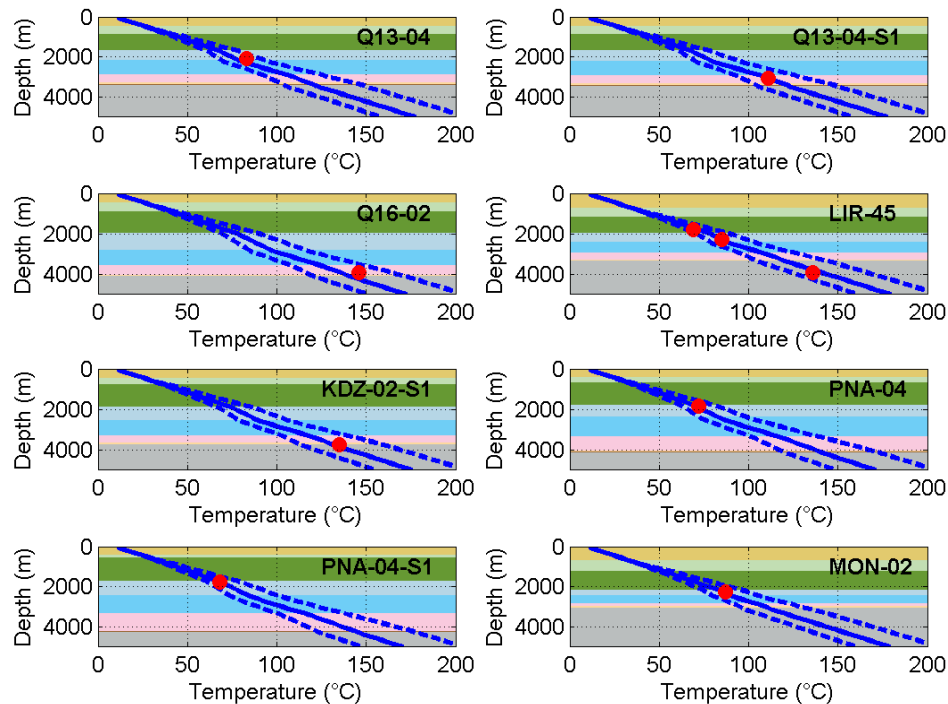 0
2000
4000
Depth (m)
Q13-04
0 50 100 150 200
Temperature (°C)
0
2000
4000
Depth (m)
Q13-04-S1
0 50 100 150 200
Temperature (°C)
0
2000
4000
Depth (m)
Q16-02
0 50 100 150 200
Temperature (°C)
0
2000
4000
Depth (m)
LIR-45
0 50 100 150 200
Temperature (°C)
0
2000
4000
Depth (m)
KDZ-02-S1
0 50 100 150 200
Temperature (°C)
0
2000
4000
Depth (m)
PNA-04
0 50 100 150 200
Temperature (°C)
0
2000
4000
Depth (m)
PNA-04-S1
0 50 100 150 200
Temperature (°C)
0
2000
4000
Depth (m)
MON-02
0 50 100 150 200
Temperature (°C)